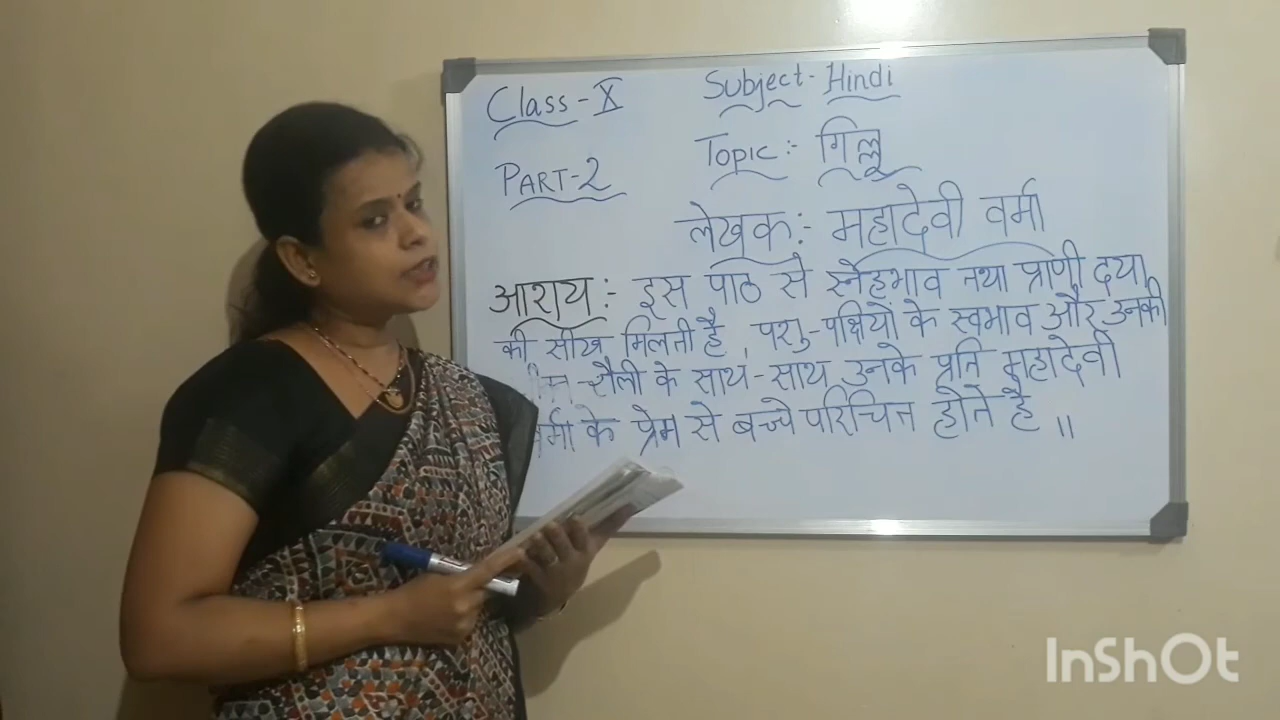 Class-X
Subject-Hindi
PART-2
Topic:- गिल्लू
लेखक:- महादेवी वर्मा
आशय:- इस पाठ से स्नेहभाव तथा प्राणी दया
की सीख मिलती है, पशु-पक्षियों के स्वभाव और उनकी
शैली के साथ-साथ उनके प्रति महादेवी
वर्मा के प्रेम से बच्चे परिचित होते है ॥
InShOt